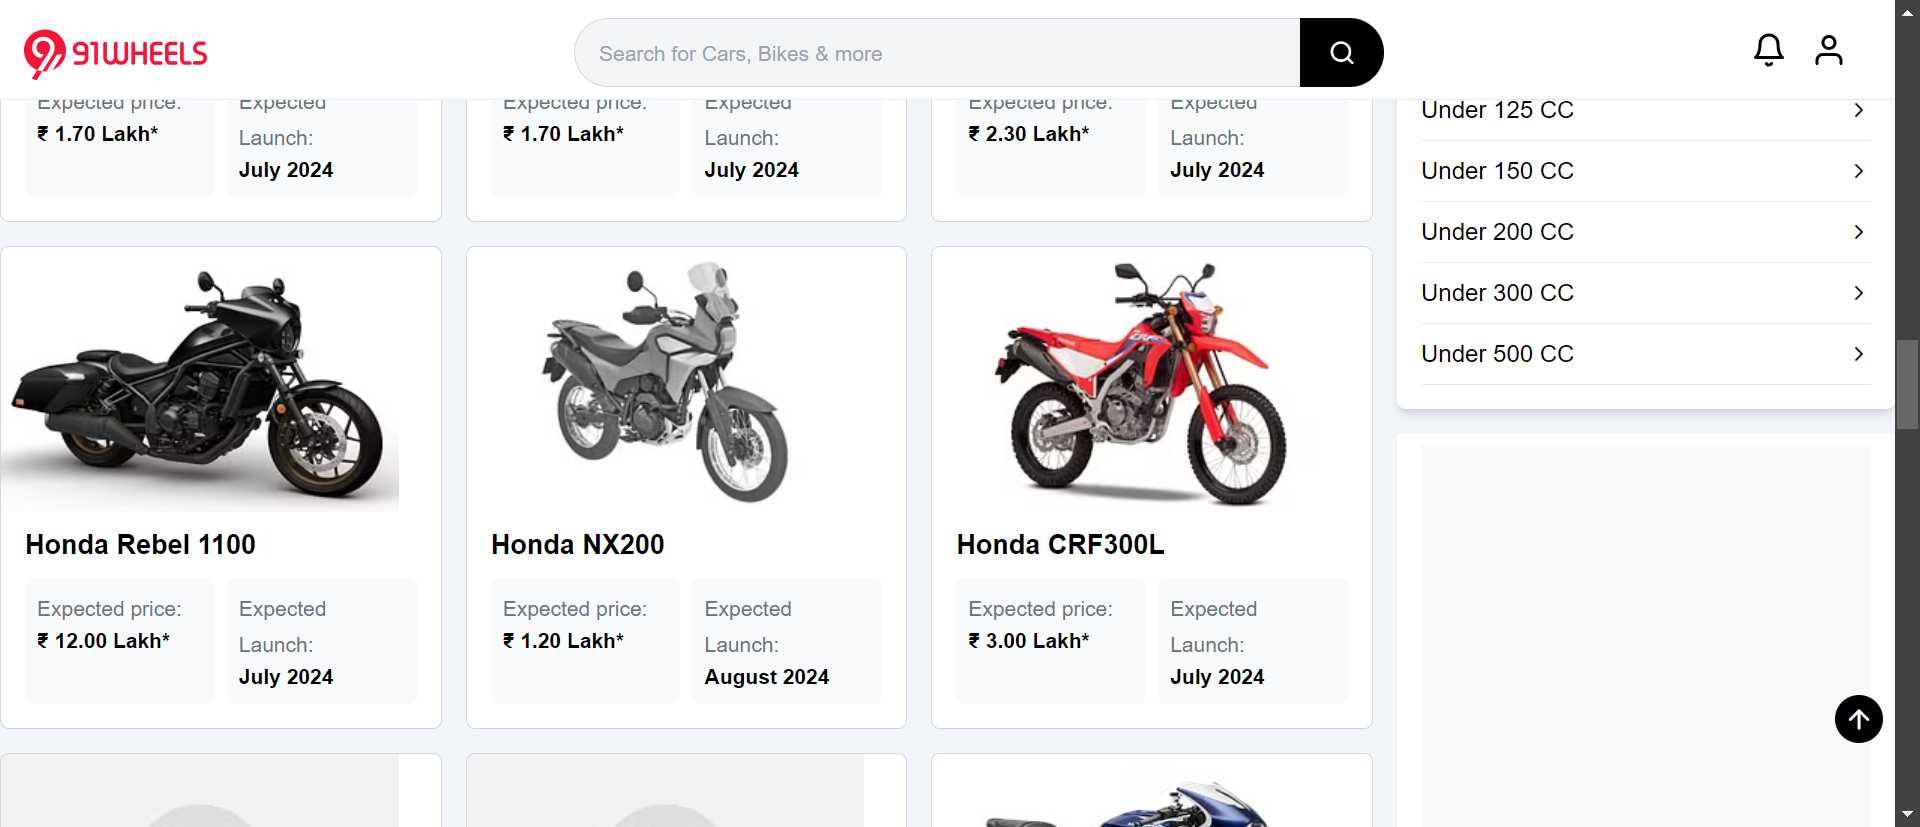 91WHEELS
Search for Cars, Bikes & more
Expected price:
₹ 1.70 Lakh*
Expected
Launch:
July 2024
Expected price:
₹ 1.70 Lakh*
Expected
Launch:
July 2024
Expected price:
₹ 2.30 Lakh*
Expected
Launch:
July 2024
Under 125 CC
Under 150 CC
Under 200 CC
Under 300 CC
Under 500 CC
Honda Rebel 1100
Expected price:
₹ 12.00 Lakh*
Expected
Launch:
July 2024
Honda NX200
Expected price:
₹ 1.20 Lakh*
Expected
Launch:
August 2024
CRF
Honda CRF300L
Expected price:
₹ 3.00 Lakh*
Expected
Launch:
July 2024